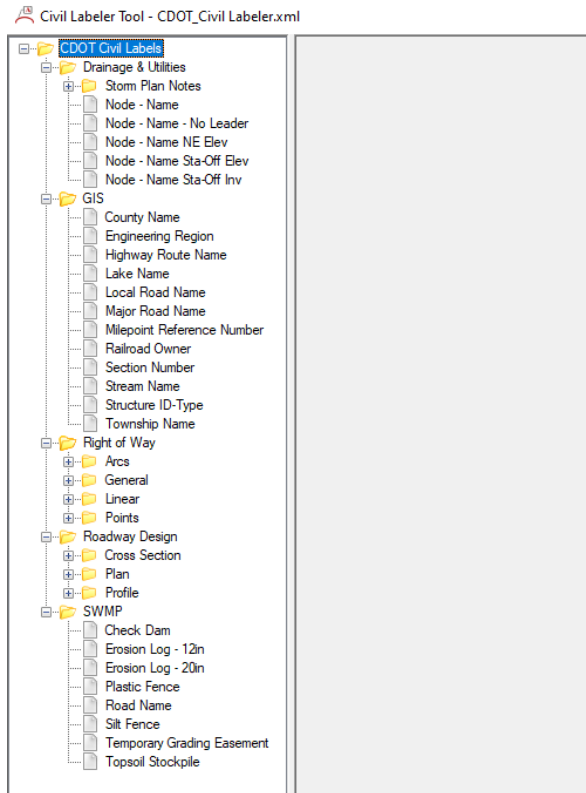 Civil Labeler Tool - CDOT_Civil Labeler.xml
CDOT Civil Labels
Drainage & Utilities
Storm Plan Notes
Node - Name
Node - Name - No Leader
Node - Name NE Elev
Node - Name Sta-Off Elev
Node - Name Sta-Off Inv
GIS
County Name
Engineering Region
Highway Route Name
Lake Name
Local Road Name
Major Road Name
Milepoint Reference Number
Railroad Owner
Section Number
Stream Name
Structure ID-Type
Township Name
Right of Way
Arcs
General
Linear
Points
Roadway Design
Cross Section
Plan
Profile
SWMP
Check Dam
Erosion Log - 12in
Erosion Log - 20in
Plastic Fence
Road Name
Silt Fence
Temporary Grading Easement
Topsoil Stockpile